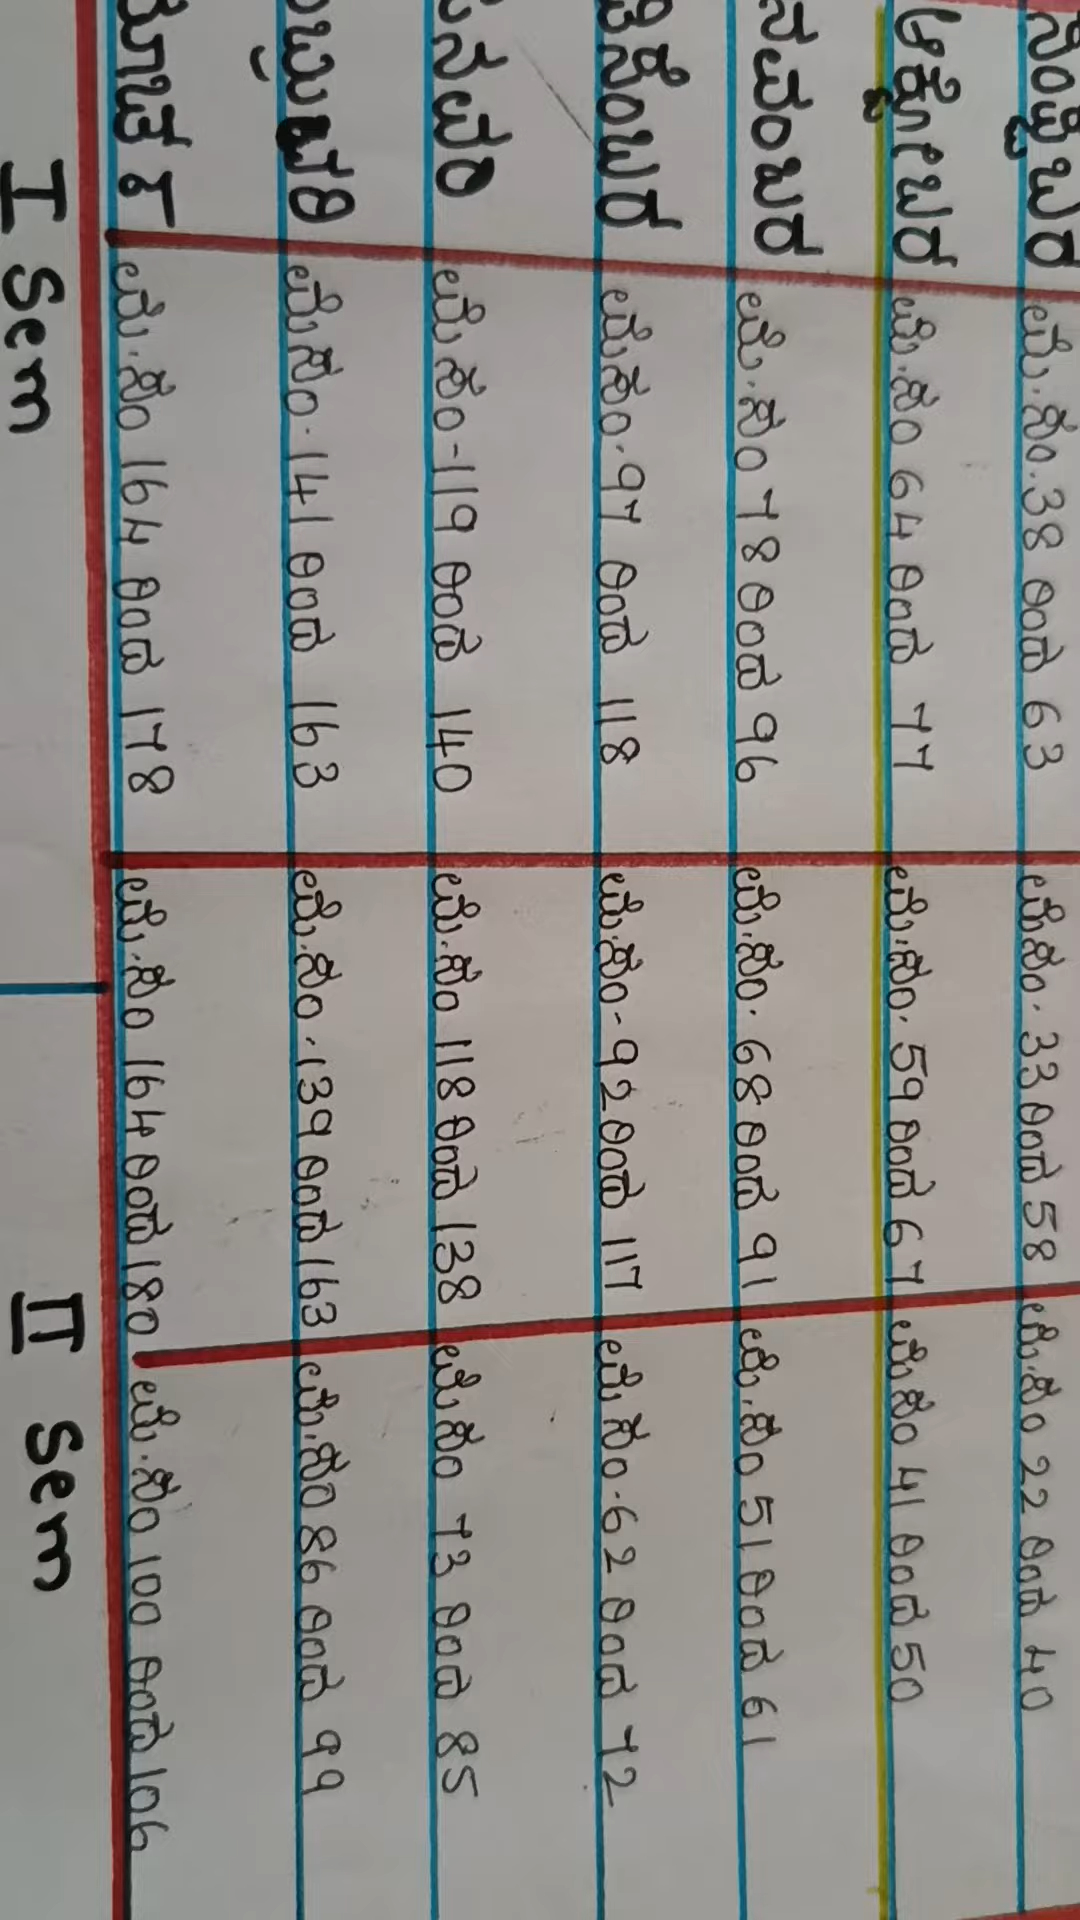 ಸೆಪ್ಟೆಂಬರ ಪು.ಸಂ.38 ರಿಂದ 63 ಪು.ಸಂ.33 ರಿಂದ 58 ಪು.ಸಂ 22 ರಿಂದ 40
ಅಕ್ಟೋಬರ ಪು.ಸಂ 64 ರಿಂದ 77 ಪು.ಸಂ.59 ರಿಂದ 67 ಪು.ಸಂ 41 ರಿಂದ 50
ನವೆಂಬರ ಪು.ಸಂ 78 ರಿಂದ 96 ಪು.ಸಂ.68 ರಿಂದ 91 ಪು.ಸಂ 51 ರಿಂದ 61
ಡಿಸೆಂಬರ ಪು.ಸಂ.97 ರಿಂದ 118 ಪು.ಸಂ-92 ರಿಂದ 117 ಪು.ಸಂ.62 ರಿಂದ 72
ಜನೆವರಿ ಪು.ಸಂ-119 ರಿಂದ 140 ಪು.ಸಂ 118 ರಿಂದ 138 ಪು.ಸಂ 73 ರಿಂದ 85
ಪು.ಸಂ.141 ರಿಂದ 163 ಪು.ಸಂ.139 ರಿಂದ 163 ಪು.ಸಂ 86 ರಿಂದ 99
ಮಾರ್ಚ ಪು.ಸಂ 164 ರಿಂದ 178 ಪು.ಸಂ 164 ರಿಂದ 180 ಪು.ಸಂ 100 ರಿಂದ 106
I Sem II Sem